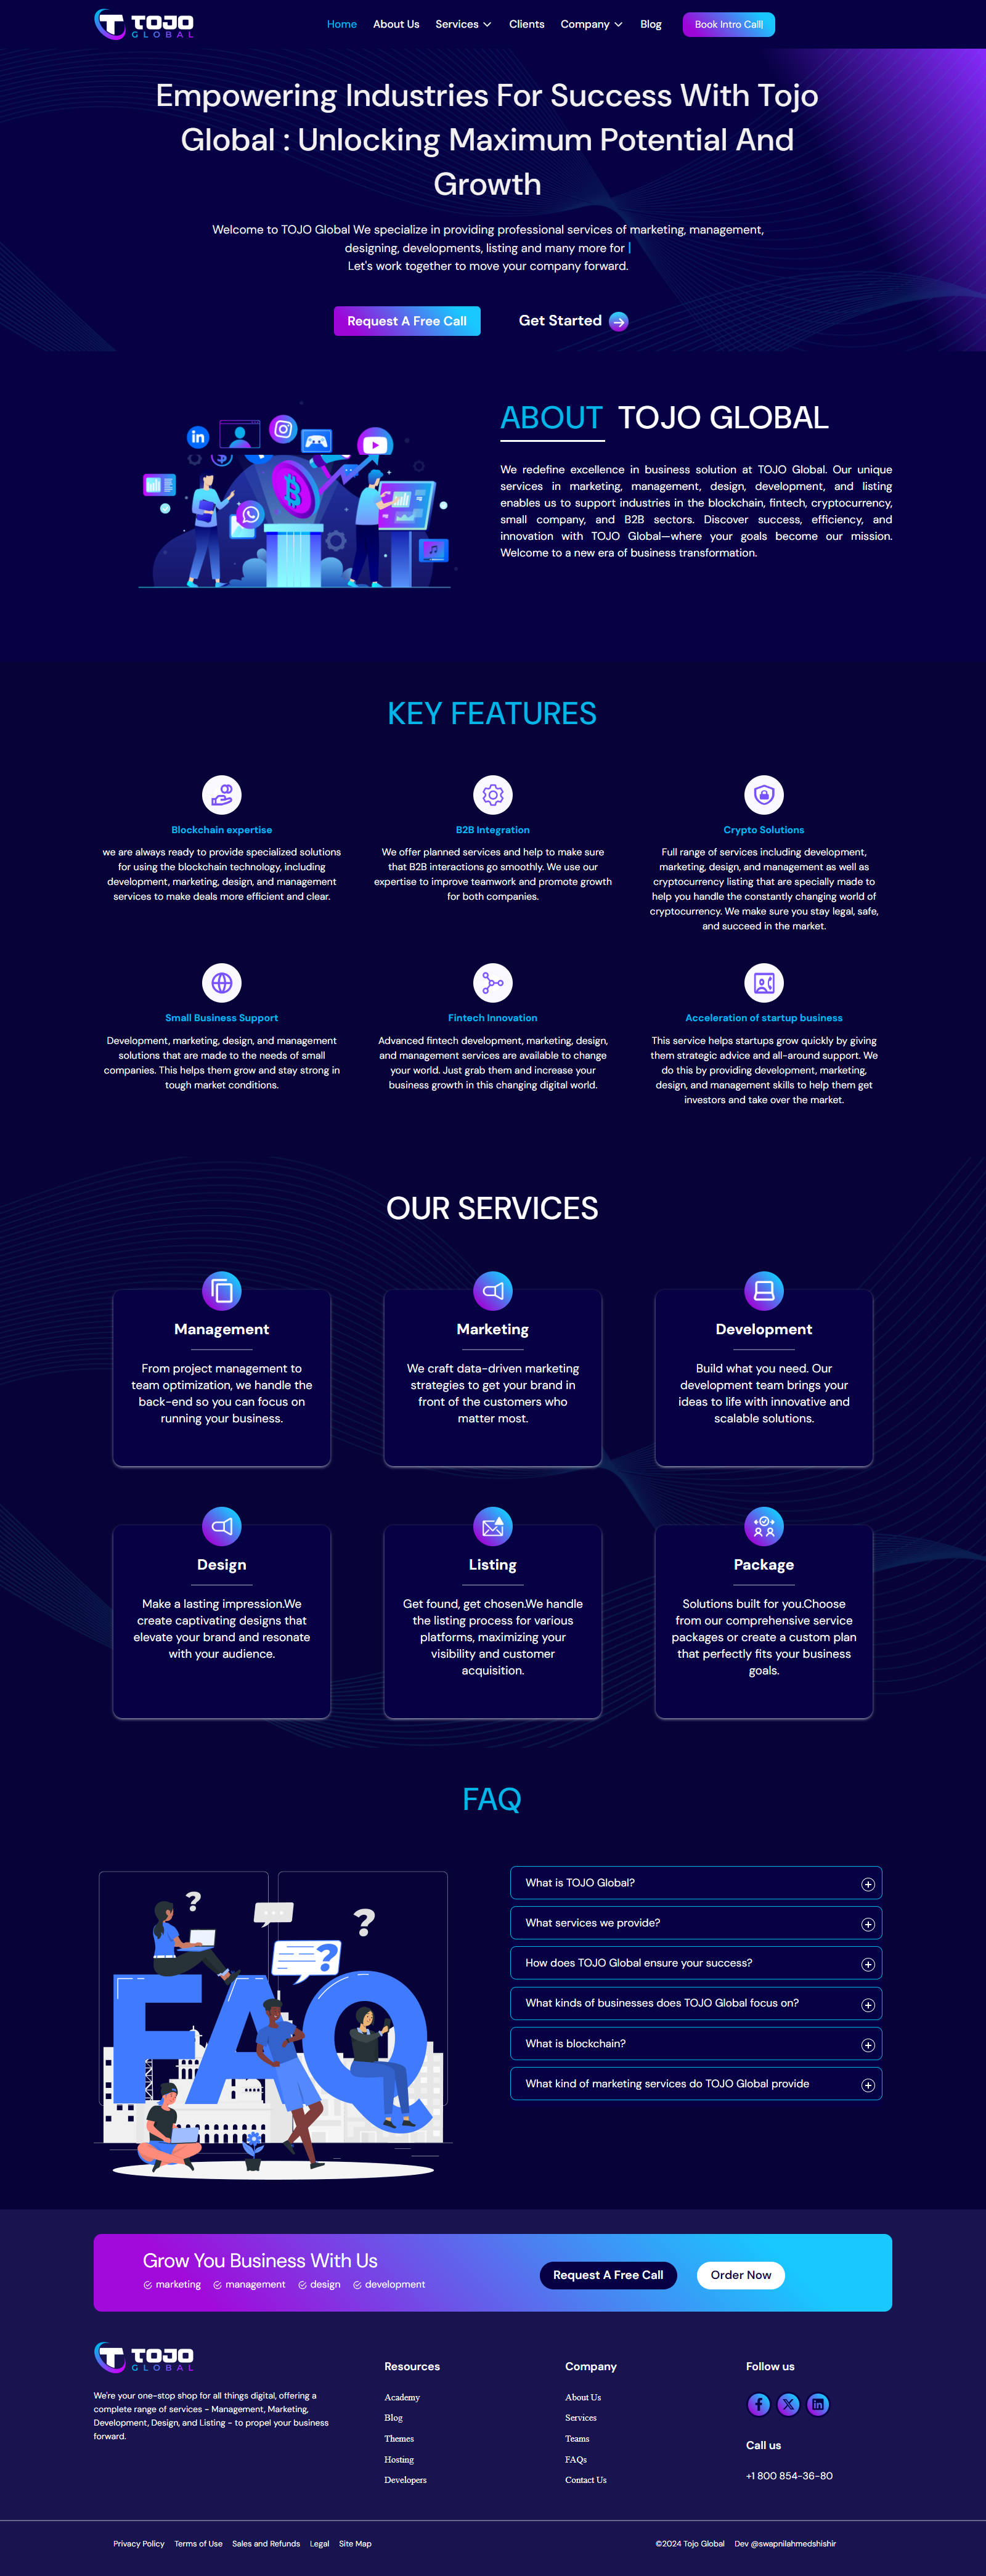 TOJO
GLOBAL
Home About Us Services Clients Company Blog Book Intro Call|
Empowering Industries For Success With Tojo
Global : Unlocking Maximum Potential And
Growth
Welcome to TOJO Global We specialize in providing professional services of marketing, management,
designing, developments, listing and many more for |
Let's work together to move your company forward.
Request A Free Call Get Started
ABOUT TOJO GLOBAL
We redefine excellence in business solution at TOJO Global. Our unique
services in marketing, management, design, development, and listing
enables us to support industries in the blockchain, fintech, cryptocurrency,
small company, and B2B sectors. Discover success, efficiency, and
innovation with TOJO Global—where your goals become our mission.
Welcome to a new era of business transformation.
KEY FEATURES
Blockchain expertise
we are always ready to provide specialized solutions
for using the blockchain technology, including
development, marketing, design, and management
services to make deals more efficient and clear.
B2B Integration
We offer planned services and help to make sure
that B2B interactions go smoothly. We use our
expertise to improve teamwork and promote growth
for both companies.
Crypto Solutions
Full range of services including development,
marketing, design, and management as well as
cryptocurrency listing that are specially made to
help you handle the constantly changing world of
cryptocurrency. We make sure you stay legal, safe,
and succeed in the market.
Small Business Support
Development, marketing, design, and management
solutions that are made to the needs of small
companies. This helps them grow and stay strong in
tough market conditions.
Fintech Innovation
Advanced fintech development, marketing, design,
and management services are available to change
your world. Just grab them and increase your
business growth in this changing digital world.
Acceleration of startup business
This service helps startups grow quickly by giving
them strategic advice and all-around support. We
do this by providing development, marketing,
design, and management skills to help them get
investors and take over the market.
OUR SERVICES
Management
From project management to
team optimization, we handle the
back-end so you can focus on
running your business.
Marketing
We craft data-driven marketing
strategies to get your brand in
front of the customers who
matter most.
Development
Build what you need. Our
development team brings your
ideas to life with innovative and
scalable solutions.
Design
Make a lasting impression.We
create captivating designs that
elevate your brand and resonate
with your audience.
Listing
Get found, get chosen.We handle
the listing process for various
platforms, maximizing your
visibility and customer
acquisition.
Package
Solutions built for you.Choose
from our comprehensive service
packages or create a custom plan
that perfectly fits your business
goals.
FAQ
FAQ
What is TOJO Global?
What services we provide?
How does TOJO Global ensure your success?
What kinds of businesses does TOJO Global focus on?
What is blockchain?
What kind of marketing services do TOJO Global provide
Grow You Business With Us
marketing management design development
Request A Free Call Order Now
TOJO
GLOBAL
We're your one-stop shop for all things digital, offering a
complete range of services - Management, Marketing,
Development, Design, and Listing - to propel your business
forward.
Resources
Academy
Blog
Themes
Hosting
Developers
Company
About Us
Services
Teams
FAQs
Contact Us
Follow us
Call us
+1 800 854-36-80
Privacy Policy Terms of Use Sales and Refunds Legal Site Map
©2024 Tojo Global Dev @swapnilahmedshishir